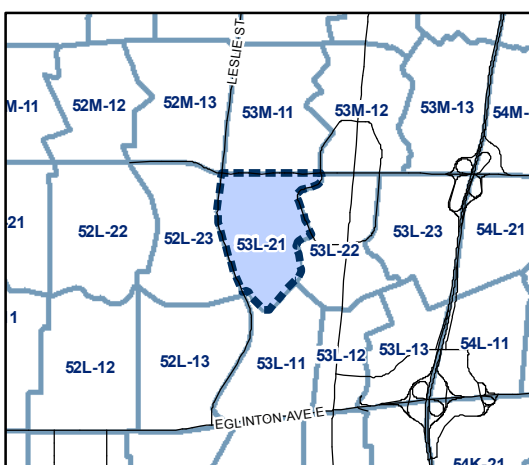 LESLIE ST
M-11
52M-12
52M-13
53M-11
53M-12
53M-13
54M-
21
52L-22
52L-23
53L-21
53L-22
53L-23
54L-21
1
52L-12
52L-13
53L-11
53L-12
53L-13
54L-11
EGLINTON AVE E
54K-21